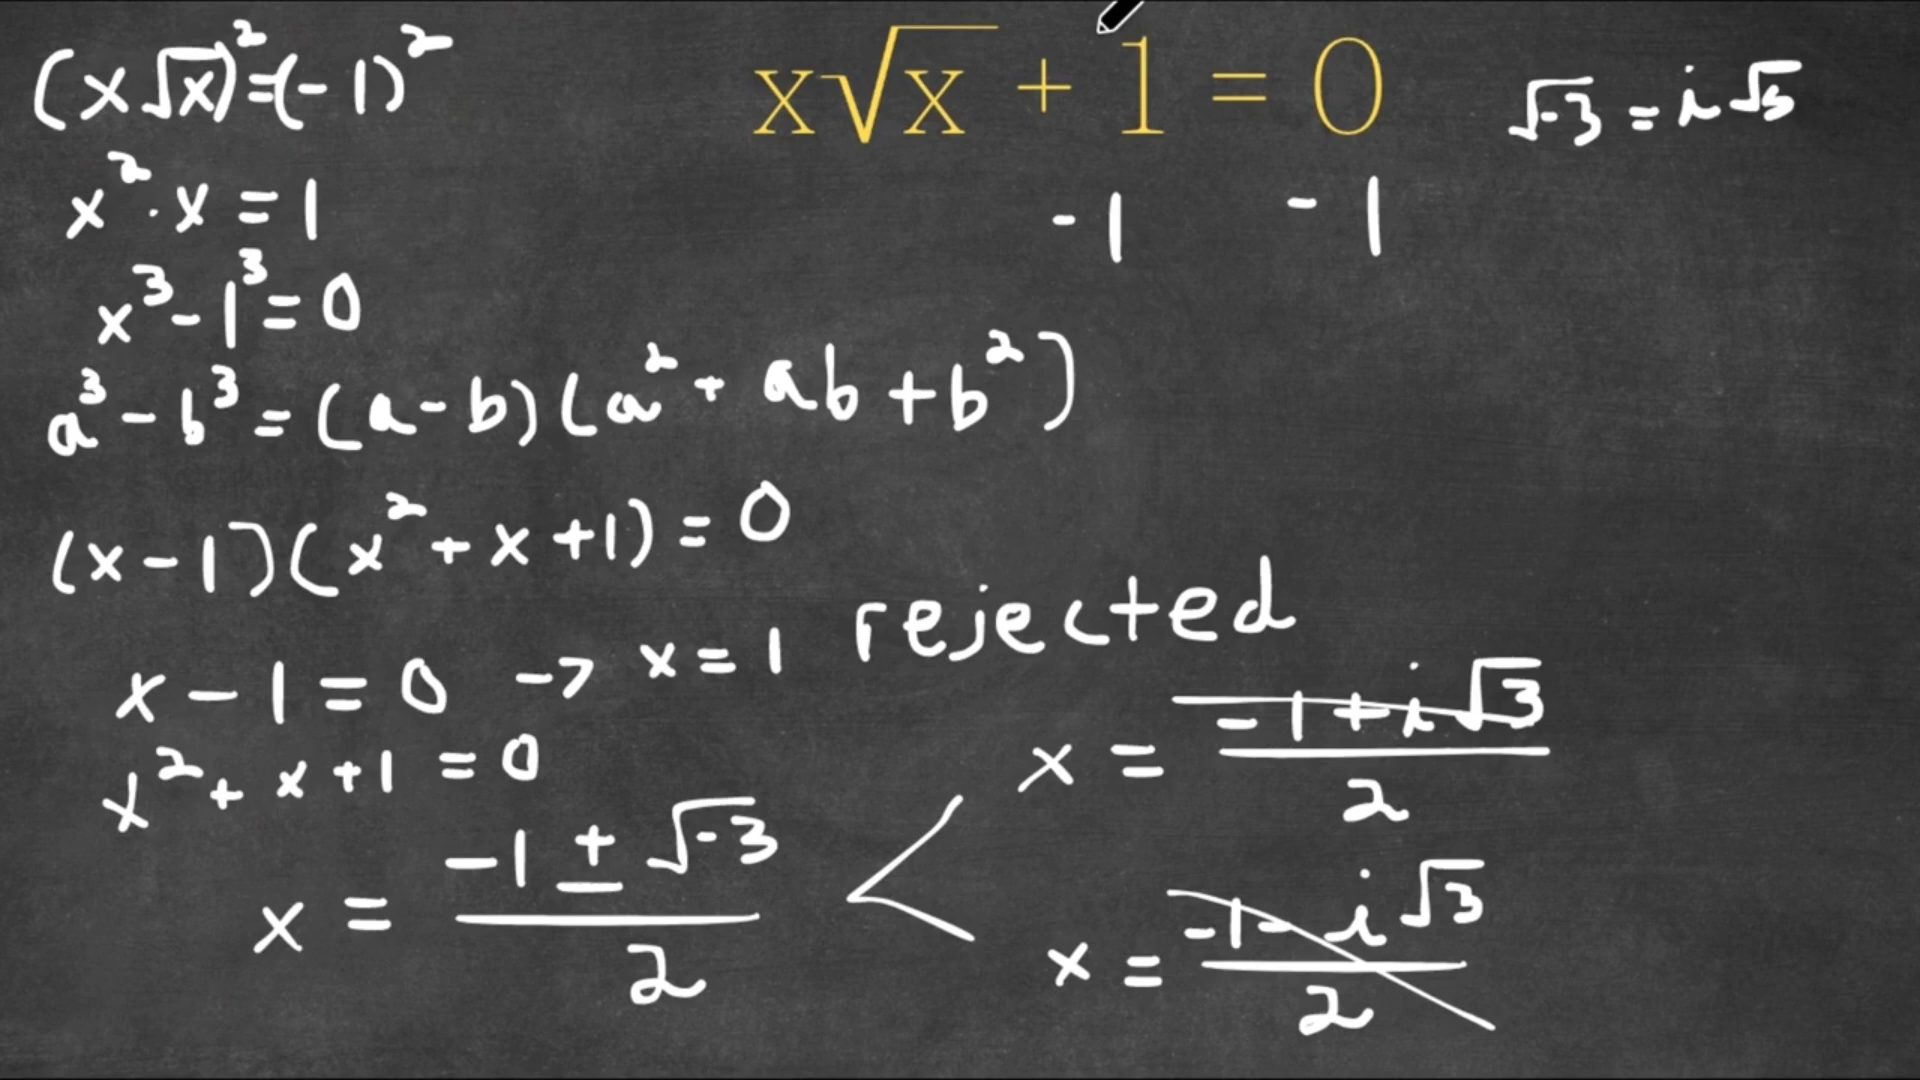 x√x + 1 = 0
- 1 - 1
√-3 = i√3
(x√x)² = (-1)²
x² · x = 1
x³ - 1³ = 0
a³ - b³ = (a - b)(a² + ab + b²)
(x - 1)(x² + x + 1) = 0
x - 1 = 0 -> x = 1 rejected
x² + x + 1 = 0
x = (-1 ± √-3) / 2
x = (-1 + i√3) / 2
x = (-1 - i√3) / 2